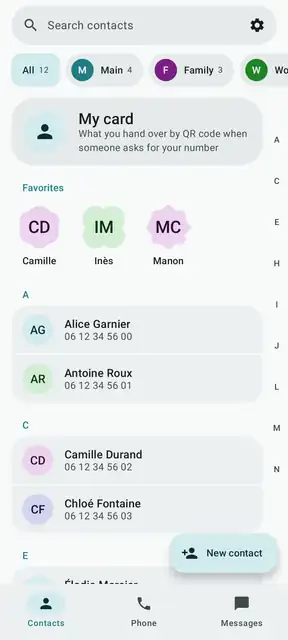 Search contacts
All 12
M Main 4
F Family 3
W Wo
My card
What you hand over by QR code when
someone asks for your number
Favorites
CD
IM
MC
Camille
Inès
Manon
A
AG
Alice Garnier
06 12 34 56 00
AR
Antoine Roux
06 12 34 56 01
C
CD
Camille Durand
06 12 34 56 02
CF
Chloé Fontaine
06 12 34 56 03
E
Élodie Mercier
New contact
A
C
E
H
I
J
L
M
N
Contacts
Phone
Messages